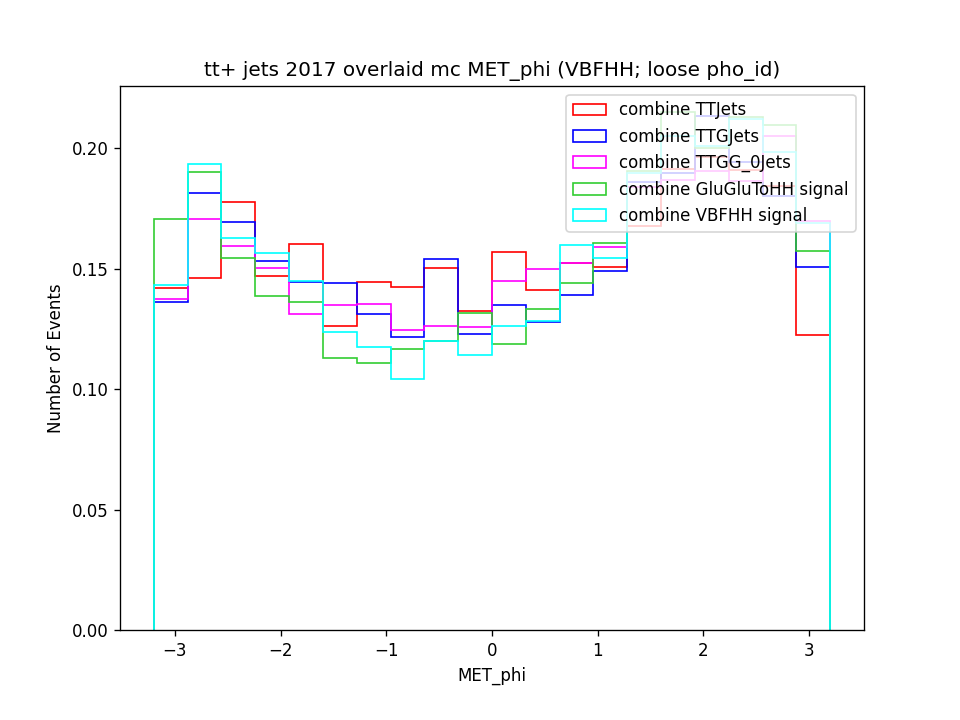 tt+ jets 2017 overlaid mc MET_phi (VBFHH; loose pho_id)
combine TTJets
combine TTGJets
combine TTGG_0Jets
combine GluGluToHH signal
combine VBFHH signal
Number of Events
0.20
0.15
0.10
0.05
0.00
−3 −2 −1 0 1 2 3
MET_phi